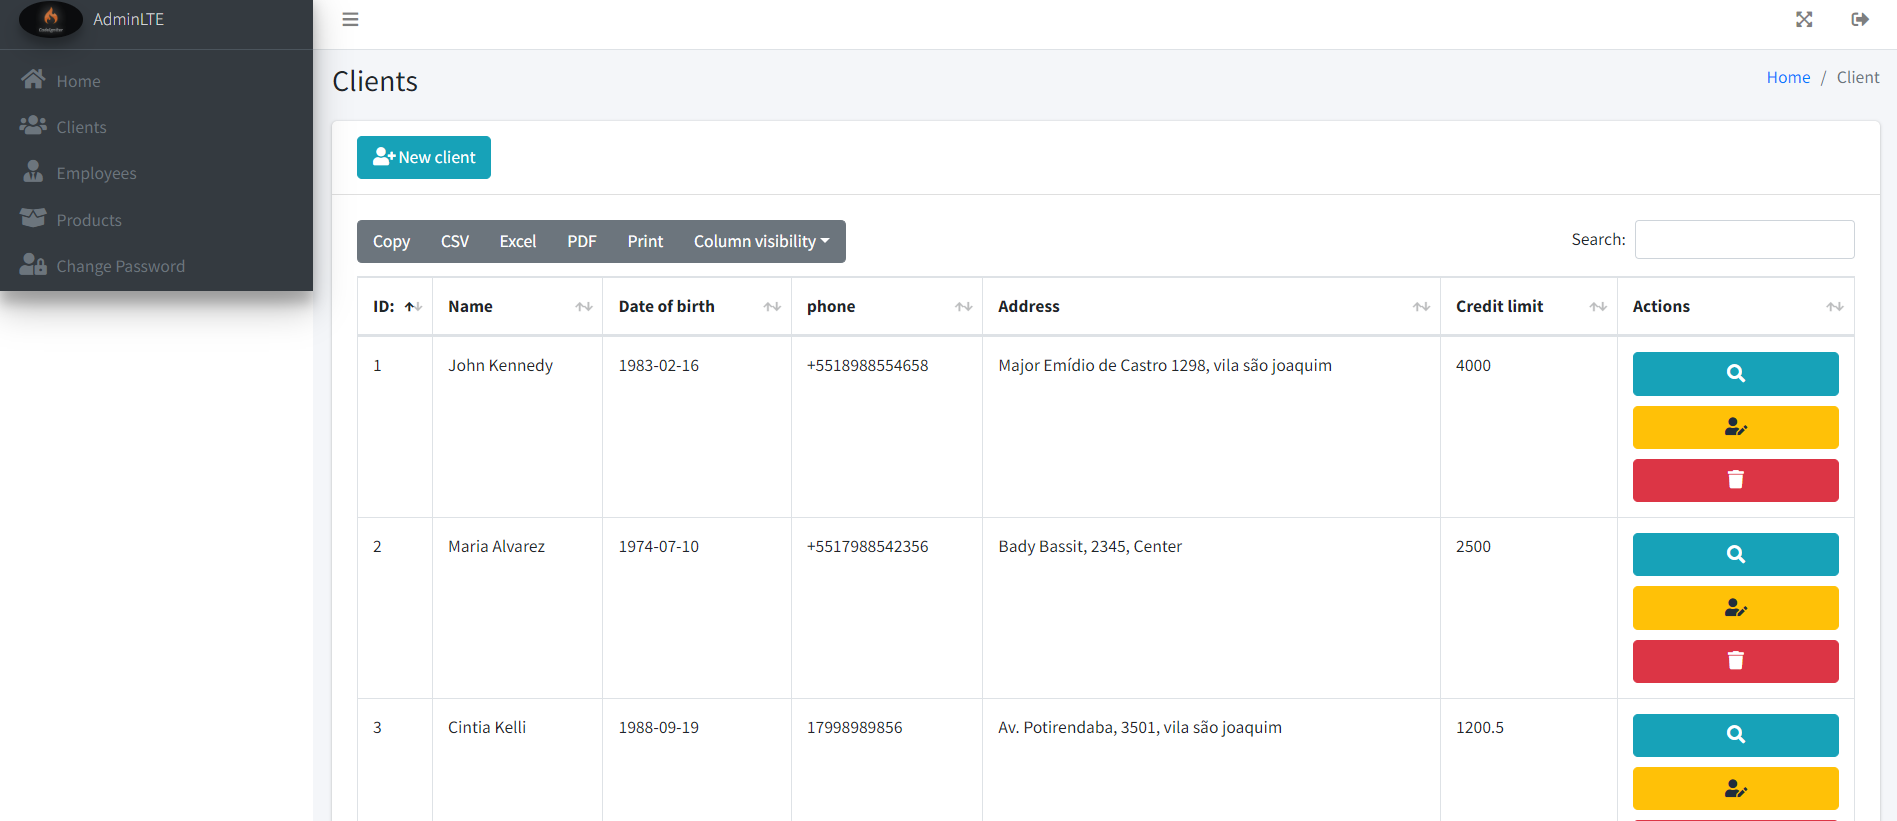 AdminLTE
Home
Clients
Employees
Products
Change Password
Clients
Home / Client
New client
Copy CSV Excel PDF Print Column visibility
Search:
ID: Name Date of birth phone Address Credit limit Actions
1 John Kennedy 1983-02-16 +5518988554658 Major Emídio de Castro 1298, vila são joaquim 4000
2 Maria Alvarez 1974-07-10 +5517988542356 Bady Bassit, 2345, Center 2500
3 Cintia Kelli 1988-09-19 17998989856 Av. Potirendaba, 3501, vila são joaquim 1200.5